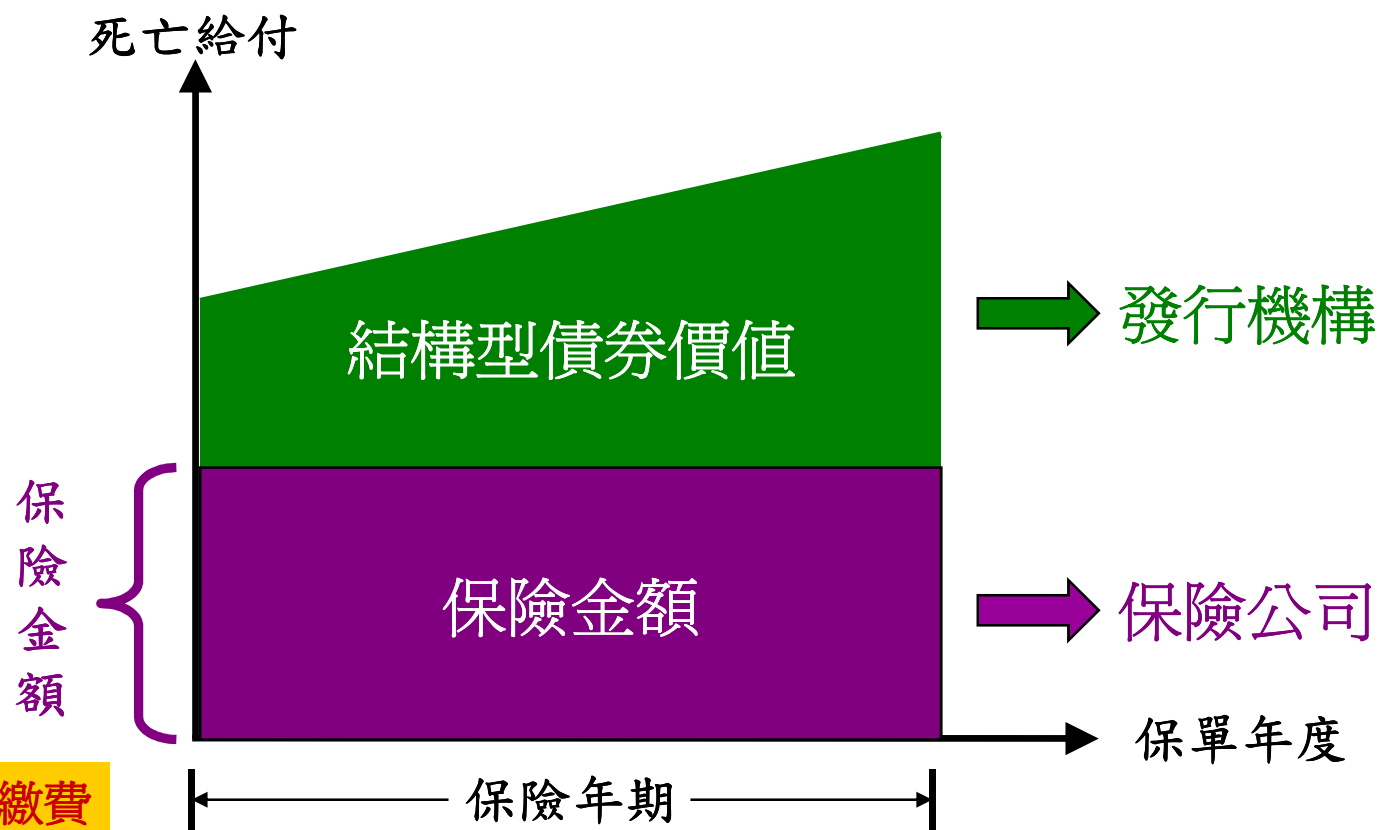 死亡給付
結構型債券價值
發行機構
保險金額
保險金額
保險公司
保單年度
保險年期
繳費